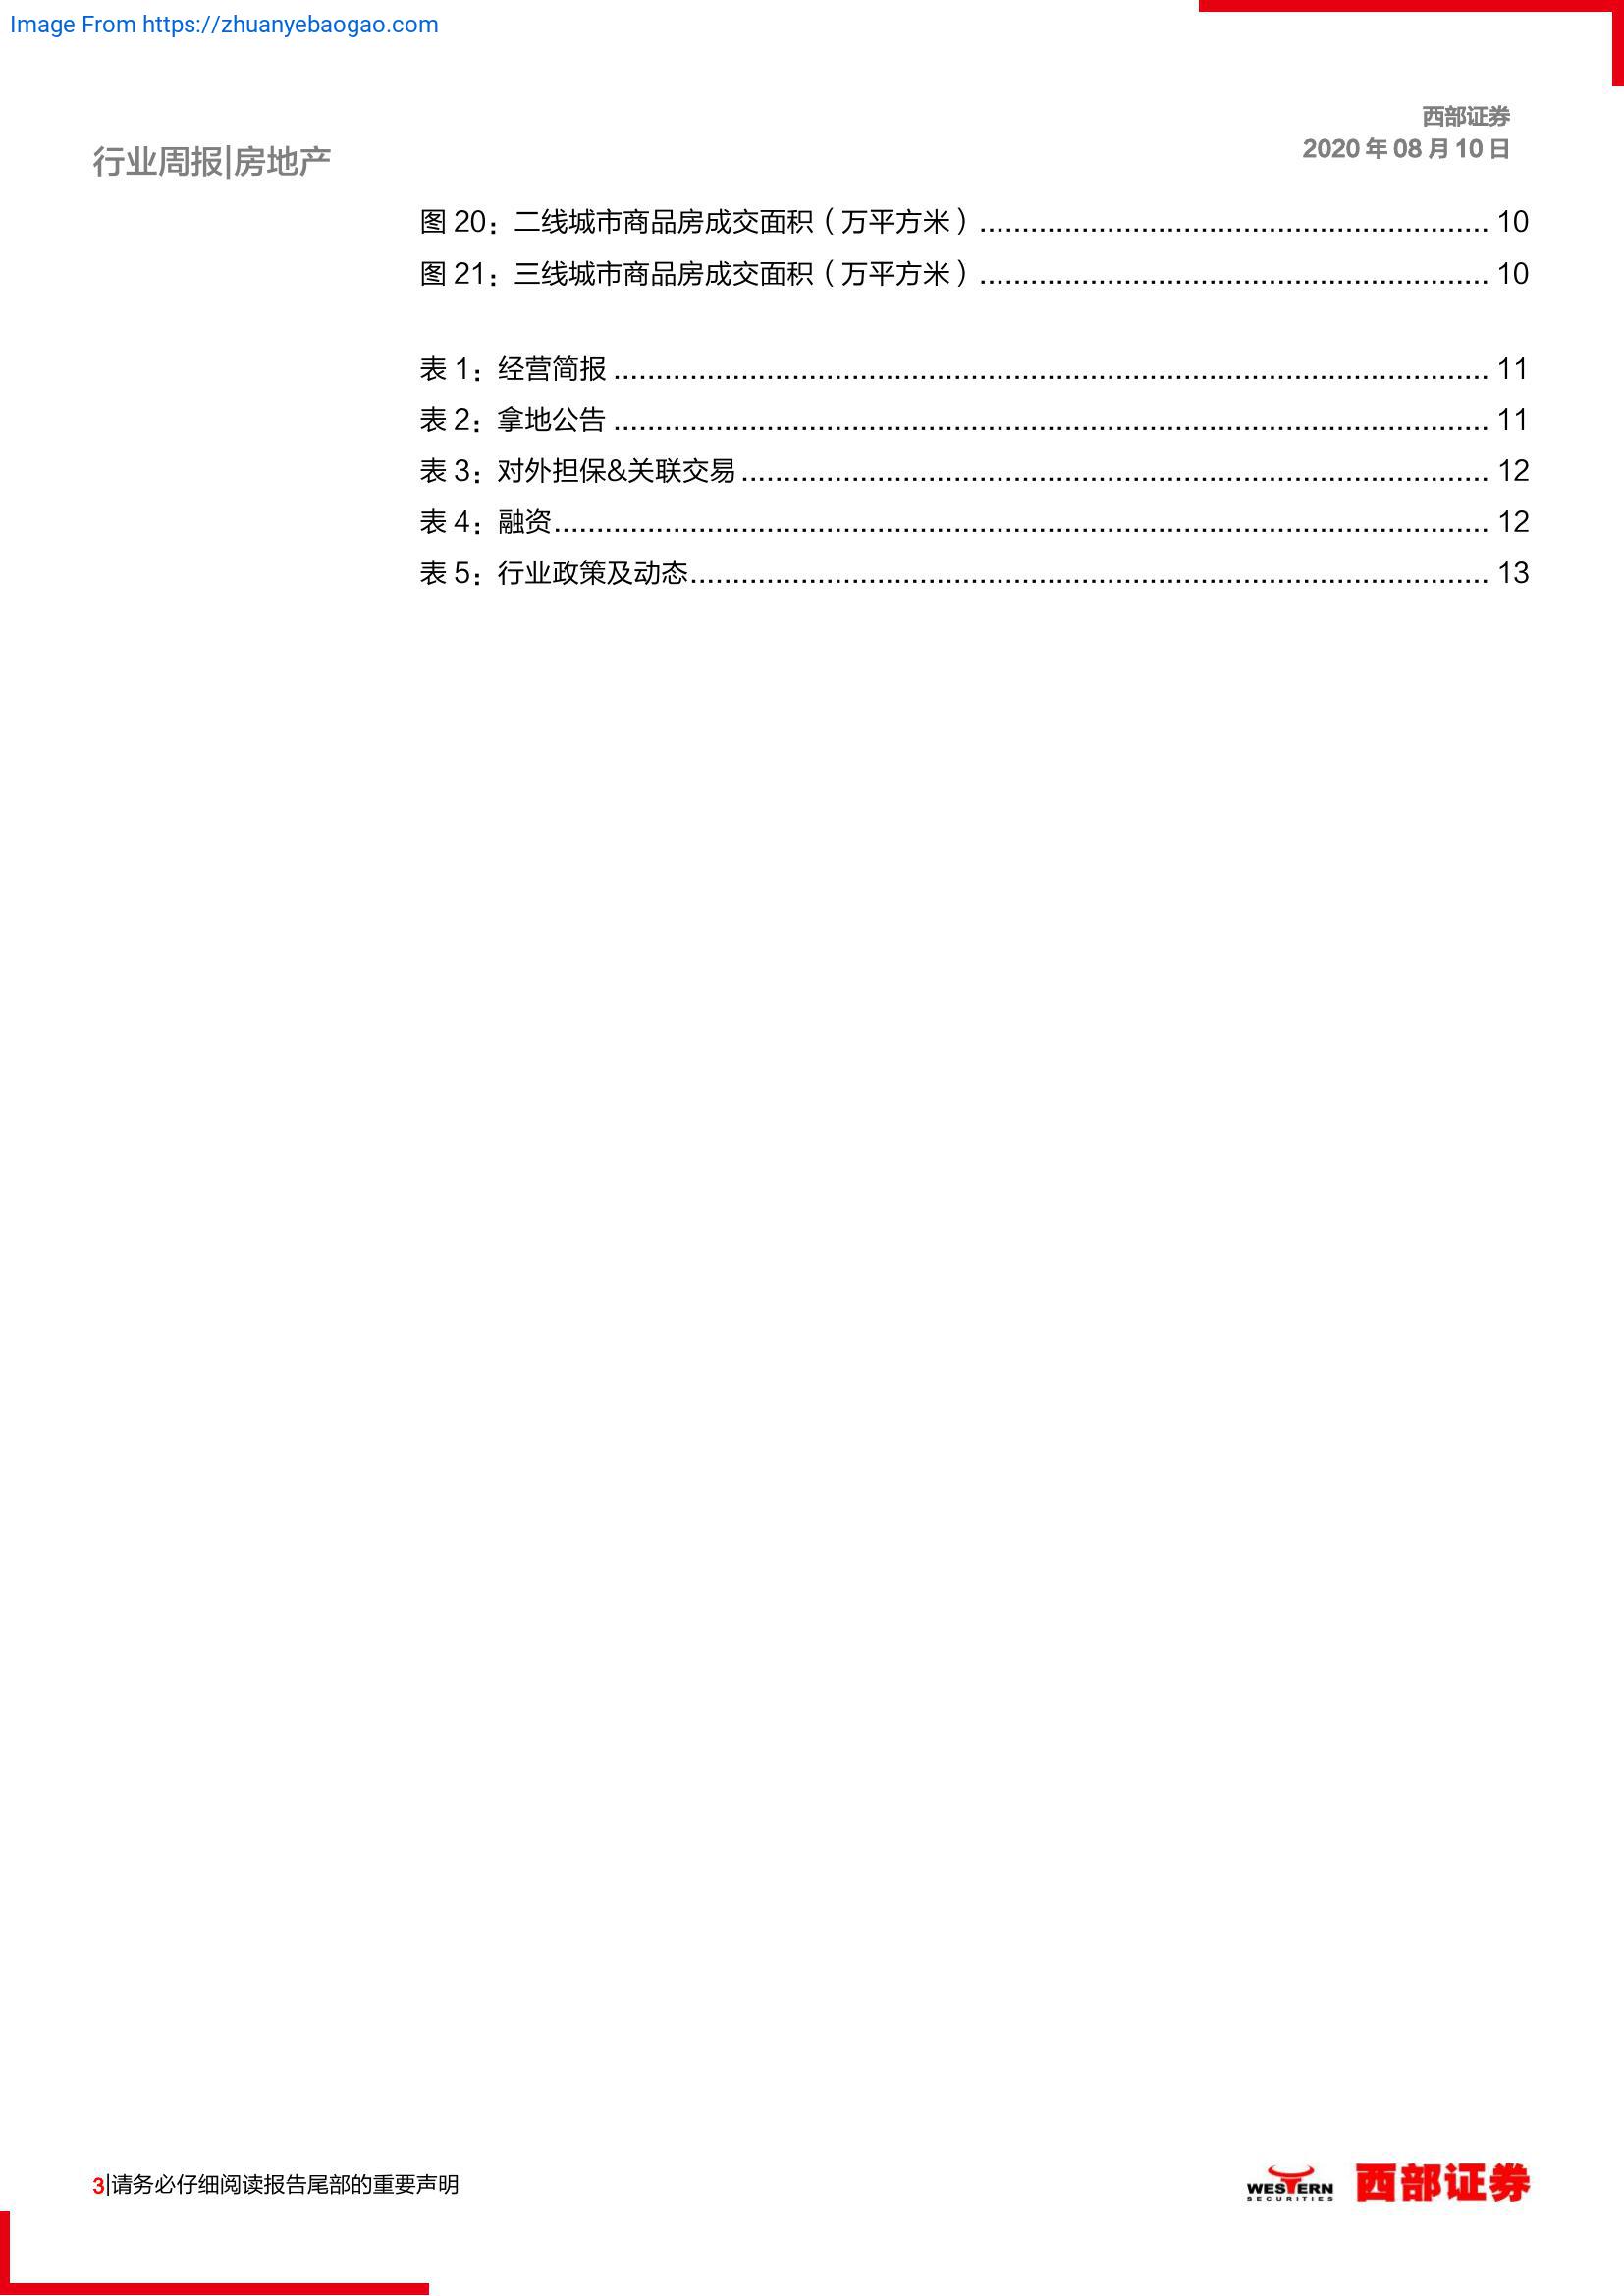 Image From https://zhuanyebaogao.com
西部证券
2020 年 08 月 10 日
行业周报|房地产
图 20：二线城市商品房成交面积（万平方米）............................................................ 10
图 21：三线城市商品房成交面积（万平方米）............................................................ 10
表 1：经营简报 ....................................................................................................... 11
表 2：拿地公告 ....................................................................................................... 11
表 3：对外担保&关联交易 ........................................................................................ 12
表 4：融资.............................................................................................................. 12
表 5：行业政策及动态.............................................................................................. 13
3|请务必仔细阅读报告尾部的重要声明
WESTERN
SECURITIES
西部证券